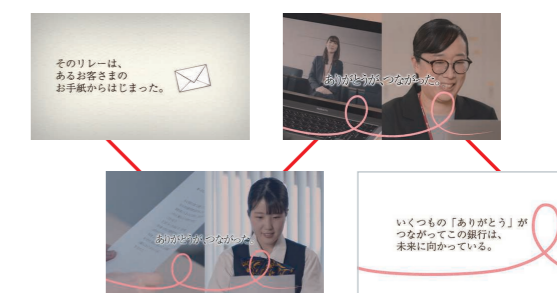 そのリレーは、
あるお客さまの
お手紙からはじまった。
ありがとうが、つながった。
ありがとうが、つながった
いくつもの「ありがとう」が
つながってこの銀行は、
未来に向かっている。